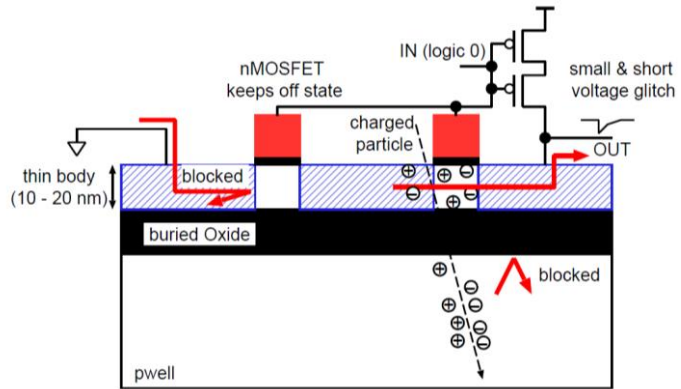 IN (logic 0)
nMOSFET
keeps off state
small & short
voltage glitch
charged
particle
OUT
thin body
(10 - 20 nm)
blocked
buried Oxide
blocked
pwell